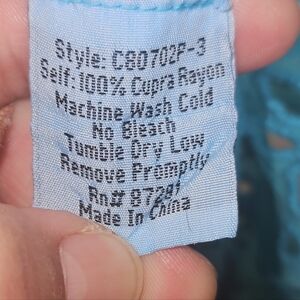 Style: C80702P-3
Self:100% Cupra Rayon
Machine Wash Cold
No Bleach
Tumble Dry Low
Remove Promptly
Rn#
Made In China